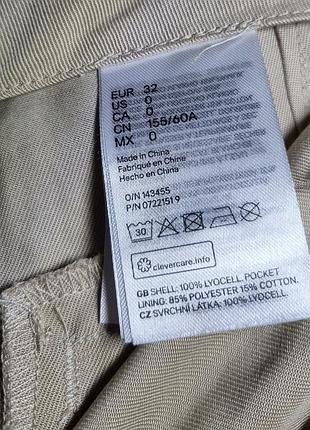 EUR 32
US 0
CA 0
CN 155/60A
MX 0
Made in China
Fabriqué en Chine
Hecho en China
O/N 143455
P/N 0722151 9
30
clevercare.info
GB SHELL: 100% LYOCELL. POCKET
LINING: 85% POLYESTER 15% COTTON.
CZ SVRCHNÍ LÁTKA: 100% LYOCELL.